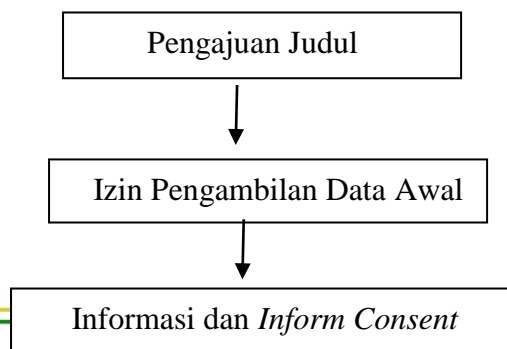 Pengajuan Judul
Izin Pengambilan Data Awal
Informasi dan Inform Consent